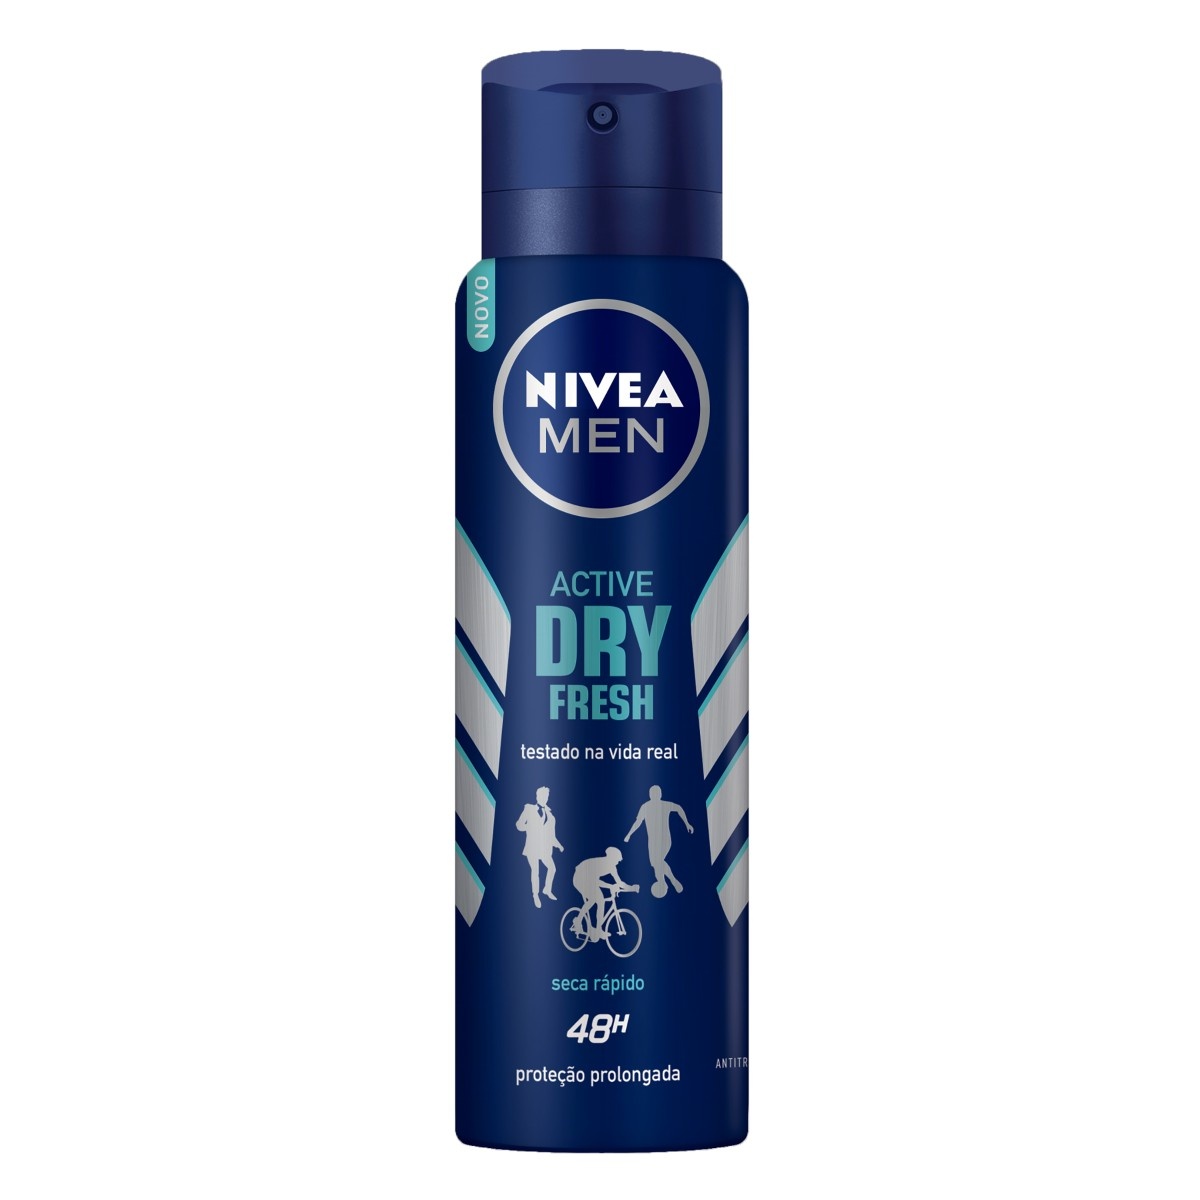 NOVO
NIVEA
MEN
ACTIVE
DRY
FRESH
testado na vida real
seca rápido
48H
proteção prolongada